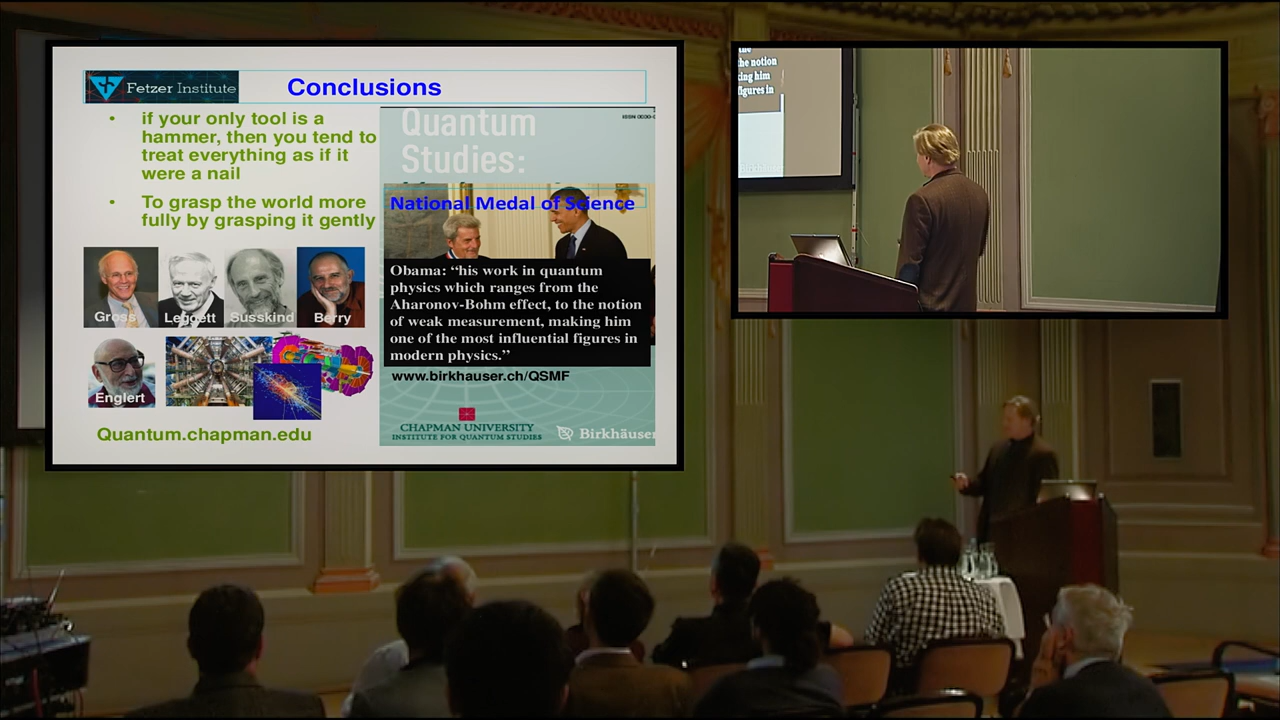 Fetzer Institute
Conclusions
• if your only tool is a
hammer, then you tend to
treat everything as if it
were a nail
• To grasp the world more
fully by grasping it gently
Gross
Leggett
Susskind
Berry
Englert
Quantum.chapman.edu
Quantum
Studies:
National Medal of Science
Obama: “his work in quantum
physics which ranges from the
Aharonov-Bohm effect, to the notion
of weak measurement, making him
one of the most influential figures in
modern physics.”
www.birkhauser.ch/QSMF
CHAPMAN UNIVERSITY
INSTITUTE FOR QUANTUM STUDIES
Birkhäuser
the
the notion
king him
figures in